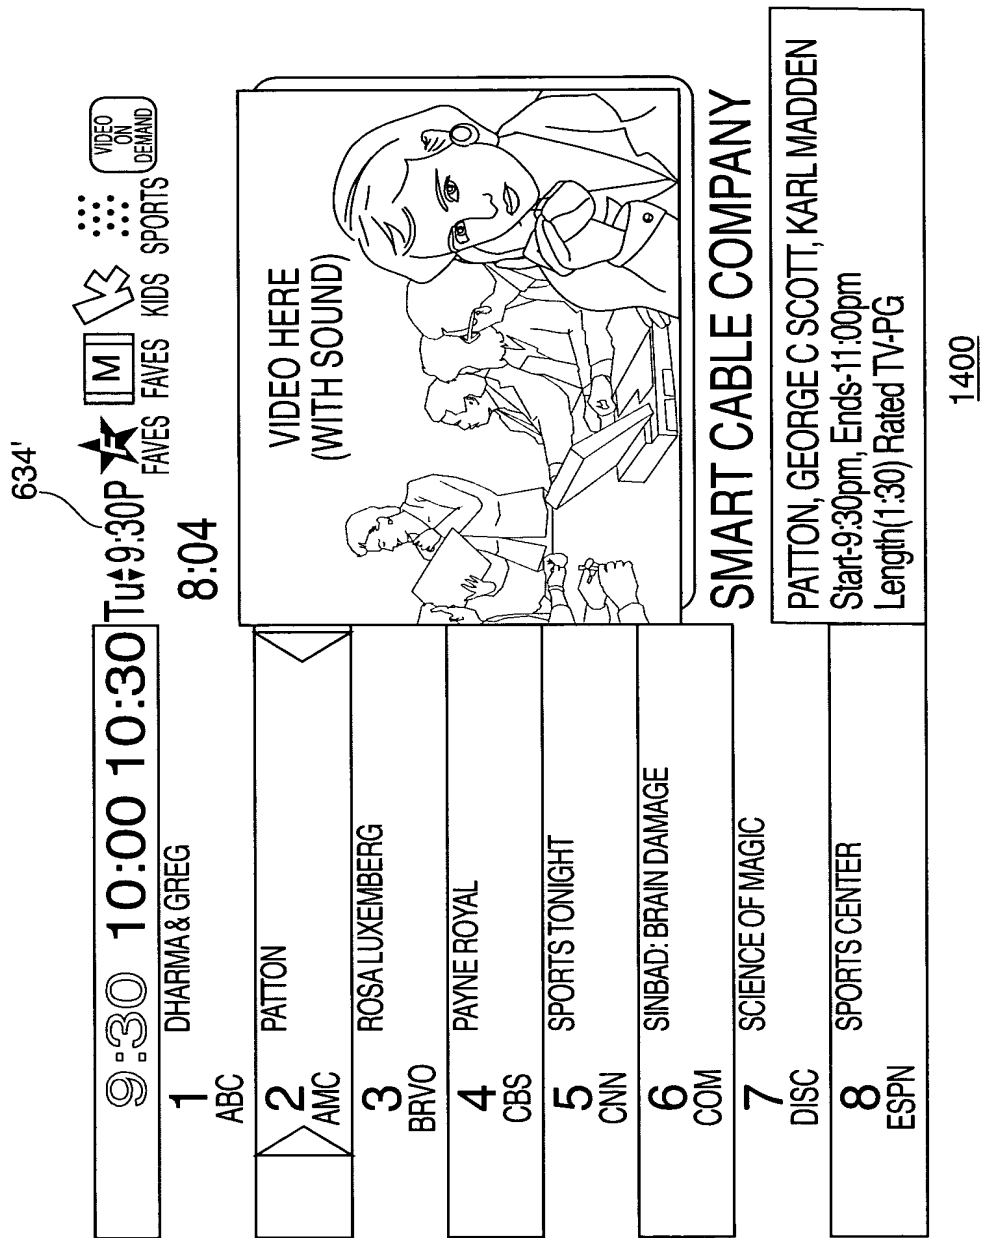 634'
9:30 10:00 10:30 Tu 9:30P
F
M
FAVES FAVES KIDS SPORTS
VIDEO
ON
DEMAND
8:04
1
ABC
DHARMA & GREG
2
AMC
PATTON
3
BRVO
ROSA LUXEMBERG
4
CBS
PAYNE ROYAL
5
CNN
SPORTS TONIGHT
6
COM
SINBAD: BRAIN DAMAGE
7
DISC
SCIENCE OF MAGIC
8
ESPN
SPORTS CENTER
VIDEO HERE
(WITH SOUND)
SMART CABLE COMPANY
PATTON, GEORGE C SCOTT, KARL MADDEN
Start-9:30pm, Ends-11:00pm
Length(1:30) Rated TV-PG
1400